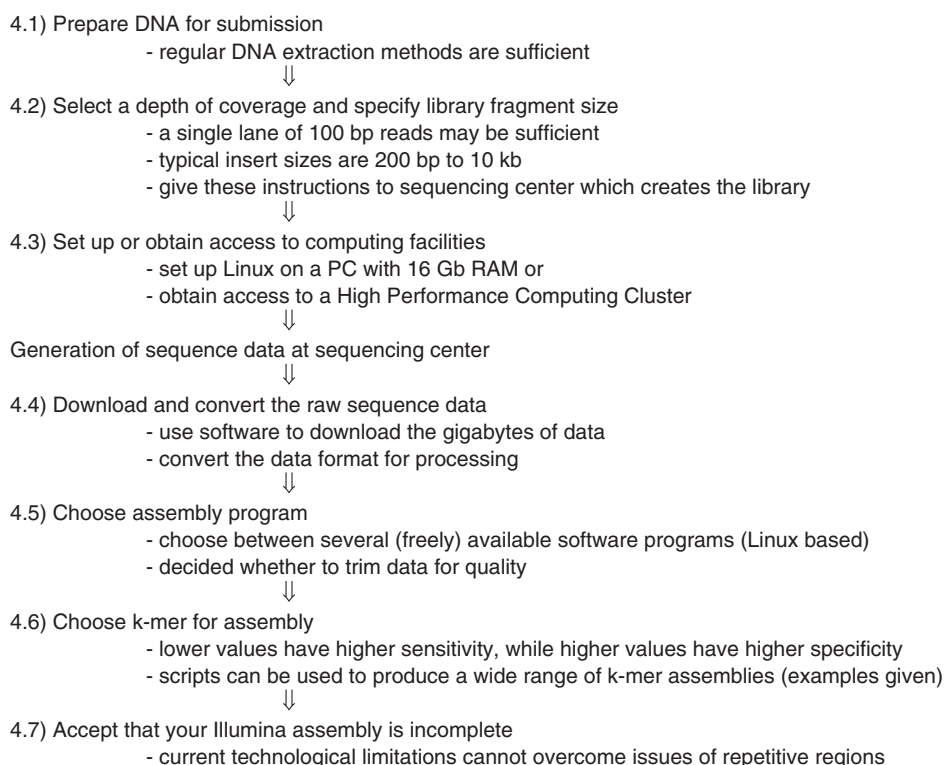 4.1) Prepare DNA for submission
- regular DNA extraction methods are sufficient
⇓
4.2) Select a depth of coverage and specify library fragment size
- a single lane of 100 bp reads may be sufficient
- typical insert sizes are 200 bp to 10 kb
- give these instructions to sequencing center which creates the library
⇓
4.3) Set up or obtain access to computing facilities
- set up Linux on a PC with 16 Gb RAM or
- obtain access to a High Performance Computing Cluster
⇓
Generation of sequence data at sequencing center
⇓
4.4) Download and convert the raw sequence data
- use software to download the gigabytes of data
- convert the data format for processing
⇓
4.5) Choose assembly program
- choose between several (freely) available software programs (Linux based)
- decided whether to trim data for quality
⇓
4.6) Choose k-mer for assembly
- lower values have higher sensitivity, while higher values have higher specificity
- scripts can be used to produce a wide range of k-mer assemblies (examples given)
⇓
4.7) Accept that your Illumina assembly is incomplete
- current technological limitations cannot overcome issues of repetitive regions